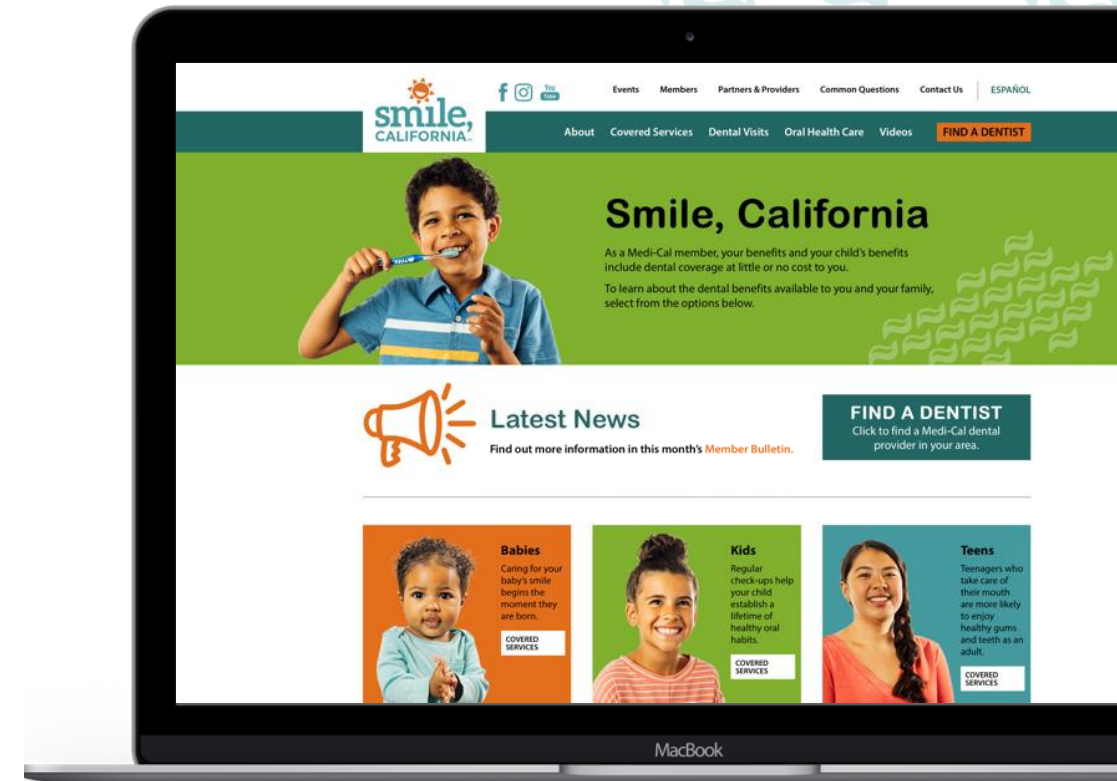 smile,
CALIFORNIA
f
You
Tube
Events Members Partners & Providers Common Questions Contact Us ESPAÑOL
About Covered Services Dental Visits Oral Health Care Videos FIND A DENTIST
Smile, California
As a Medi-Cal member, your benefits and your child's benefits
include dental coverage at little or no cost to you.
To learn about the dental benefits available to you and your family,
select from the options below.
Latest News
Find out more information in this month's Member Bulletin.
FIND A DENTIST
Click to find a Medi-Cal dental
provider in your area.
Babies
Caring for your
baby's smile
begins the
moment they
are born.
COVERED
SERVICES
Kids
Regular
check-ups help
your child
establish a
lifetime of
healthy oral
habits.
COVERED
SERVICES
Teens
Teenagers who
take care of
their mouth
are more likely
to enjoy
healthy gums
and teeth as an
adult.
COVERED
SERVICES
MacBook